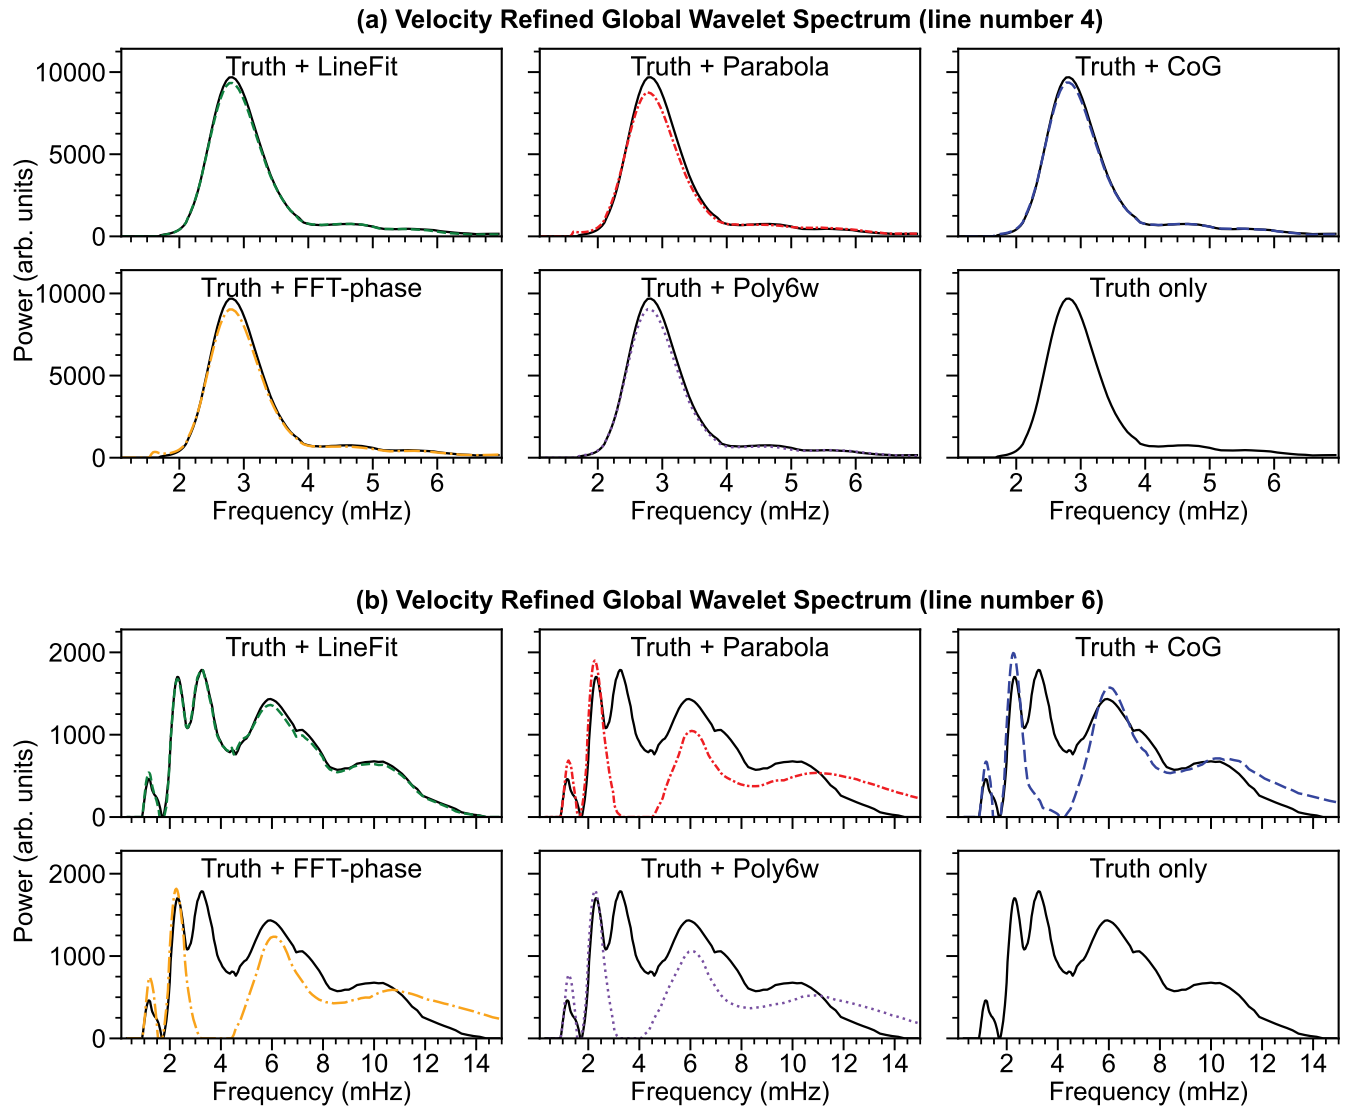 (a) Velocity Refined Global Wavelet Spectrum (line number 4)
Truth + LineFit
Truth + Parabola
Truth + CoG
10000
5000
0
Truth + FFT-phase
Truth + Poly6w
Truth only
10000
5000
0
Power (arb. units)
2 3 4 5 6
2 3 4 5 6
2 3 4 5 6
Frequency (mHz)
Frequency (mHz)
Frequency (mHz)
(b) Velocity Refined Global Wavelet Spectrum (line number 6)
Truth + LineFit
Truth + Parabola
Truth + CoG
2000
1000
0
Truth + FFT-phase
Truth + Poly6w
Truth only
2000
1000
0
Power (arb. units)
2 4 6 8 10 12 14
2 4 6 8 10 12 14
2 4 6 8 10 12 14
Frequency (mHz)
Frequency (mHz)
Frequency (mHz)